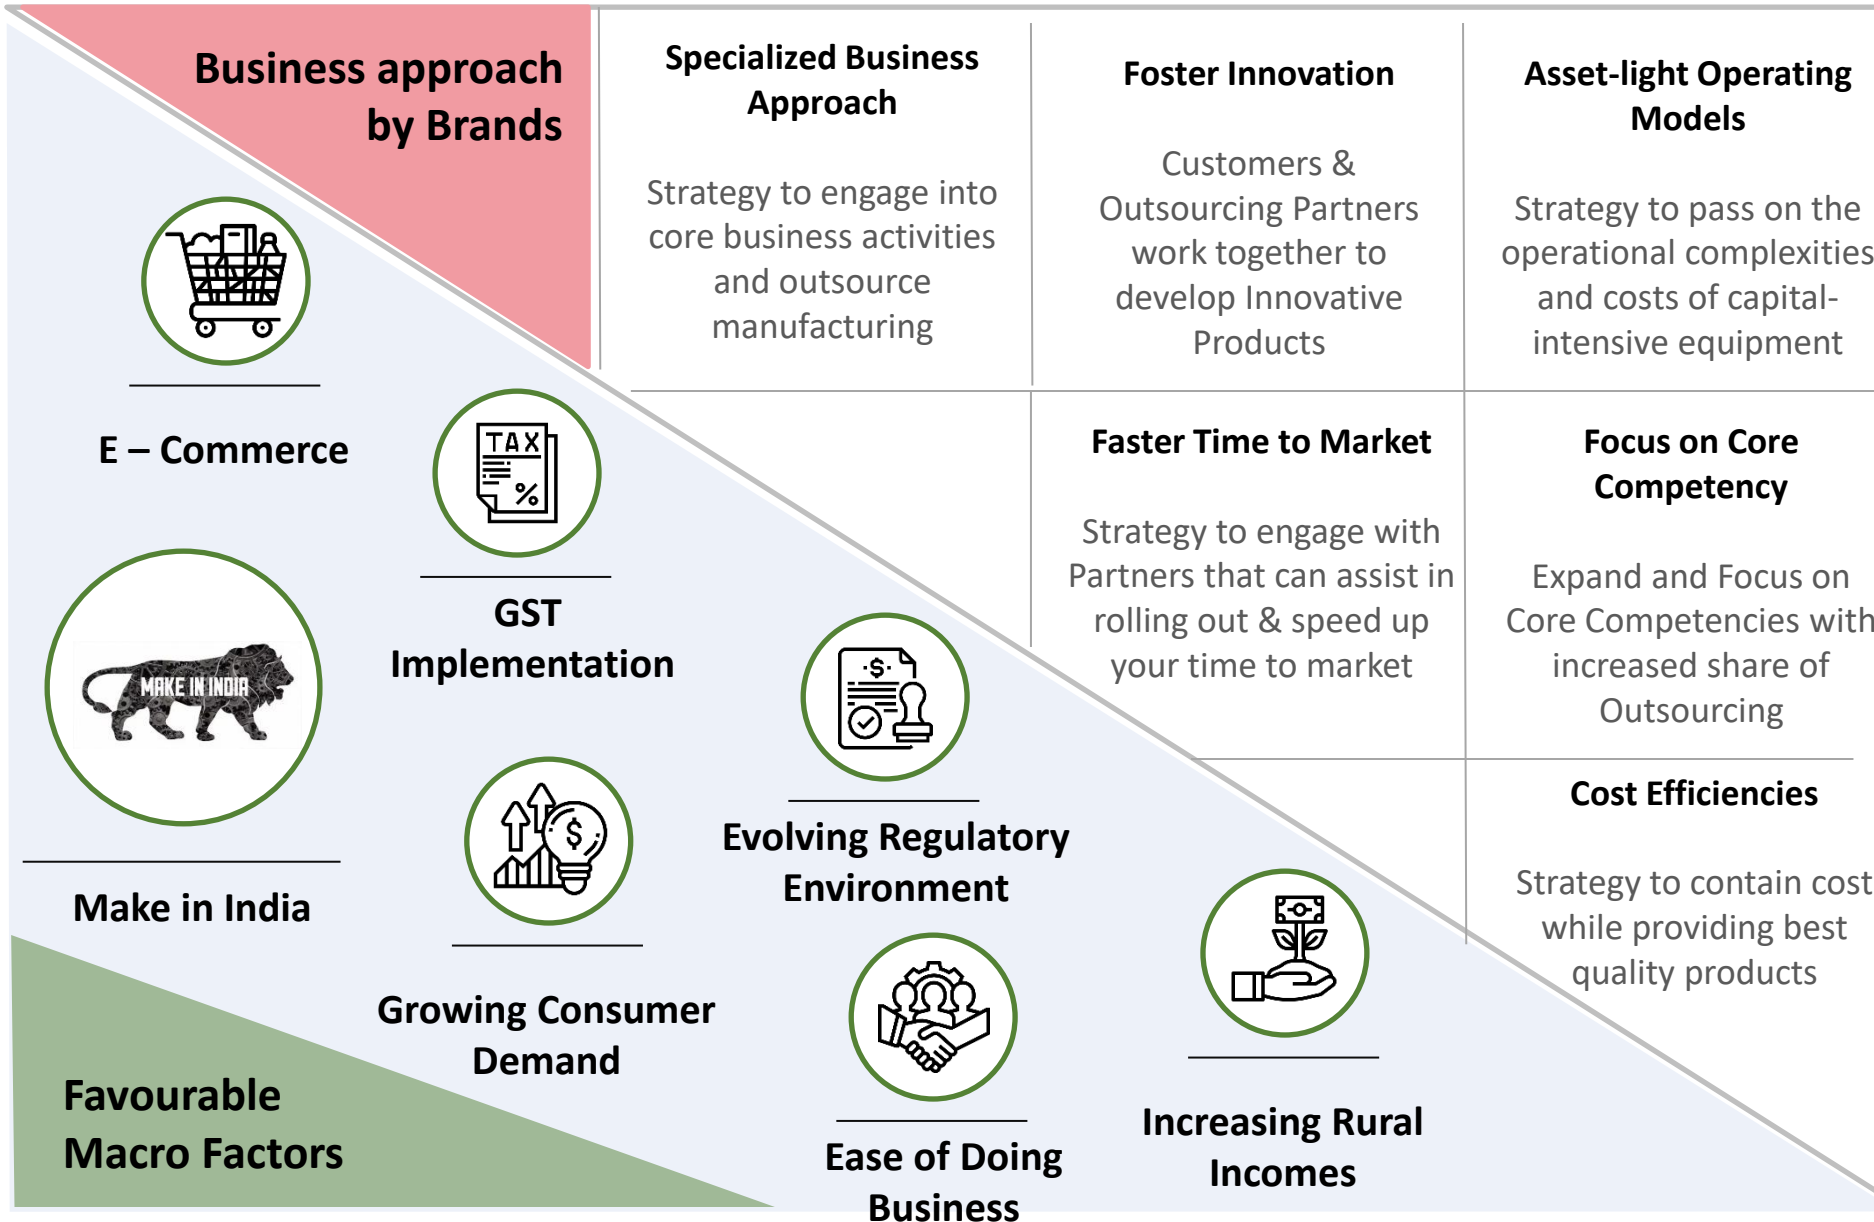 Business approach
by Brands
Specialized Business
Approach
Strategy to engage into
core business activities
and outsource
manufacturing
Foster Innovation
Customers &
Outsourcing Partners
work together to
develop Innovative
Products
Asset-light Operating
Models
Strategy to pass on the
operational complexities
and costs of capital-
intensive equipment
Faster Time to Market
Strategy to engage with
Partners that can assist in
rolling out & speed up
your time to market
Focus on Core
Competency
Expand and Focus on
Core Competencies with
increased share of
Outsourcing
Cost Efficiencies
Strategy to contain cost
while providing best
quality products
E – Commerce
TAX
%
GST
Implementation
MAKE IN INDIA
Make in India
$
Growing Consumer
Demand
$
Evolving Regulatory
Environment
Ease of Doing
Business
Increasing Rural
Incomes
Favourable
Macro Factors